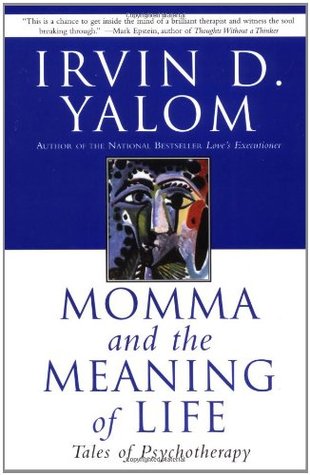 "This is a chance to get inside the mind of a brilliant therapist and witness the soul
breaking through." —Mark Epstein, author of Thoughts Without a Thinker
IRVIN D.
YALOM
AUTHOR OF THE NATIONAL BESTSELLER Love's Executioner
MOMMA
and the
MEANING
of LIFE
Tales of Psychotherapy
Copyrighted Material